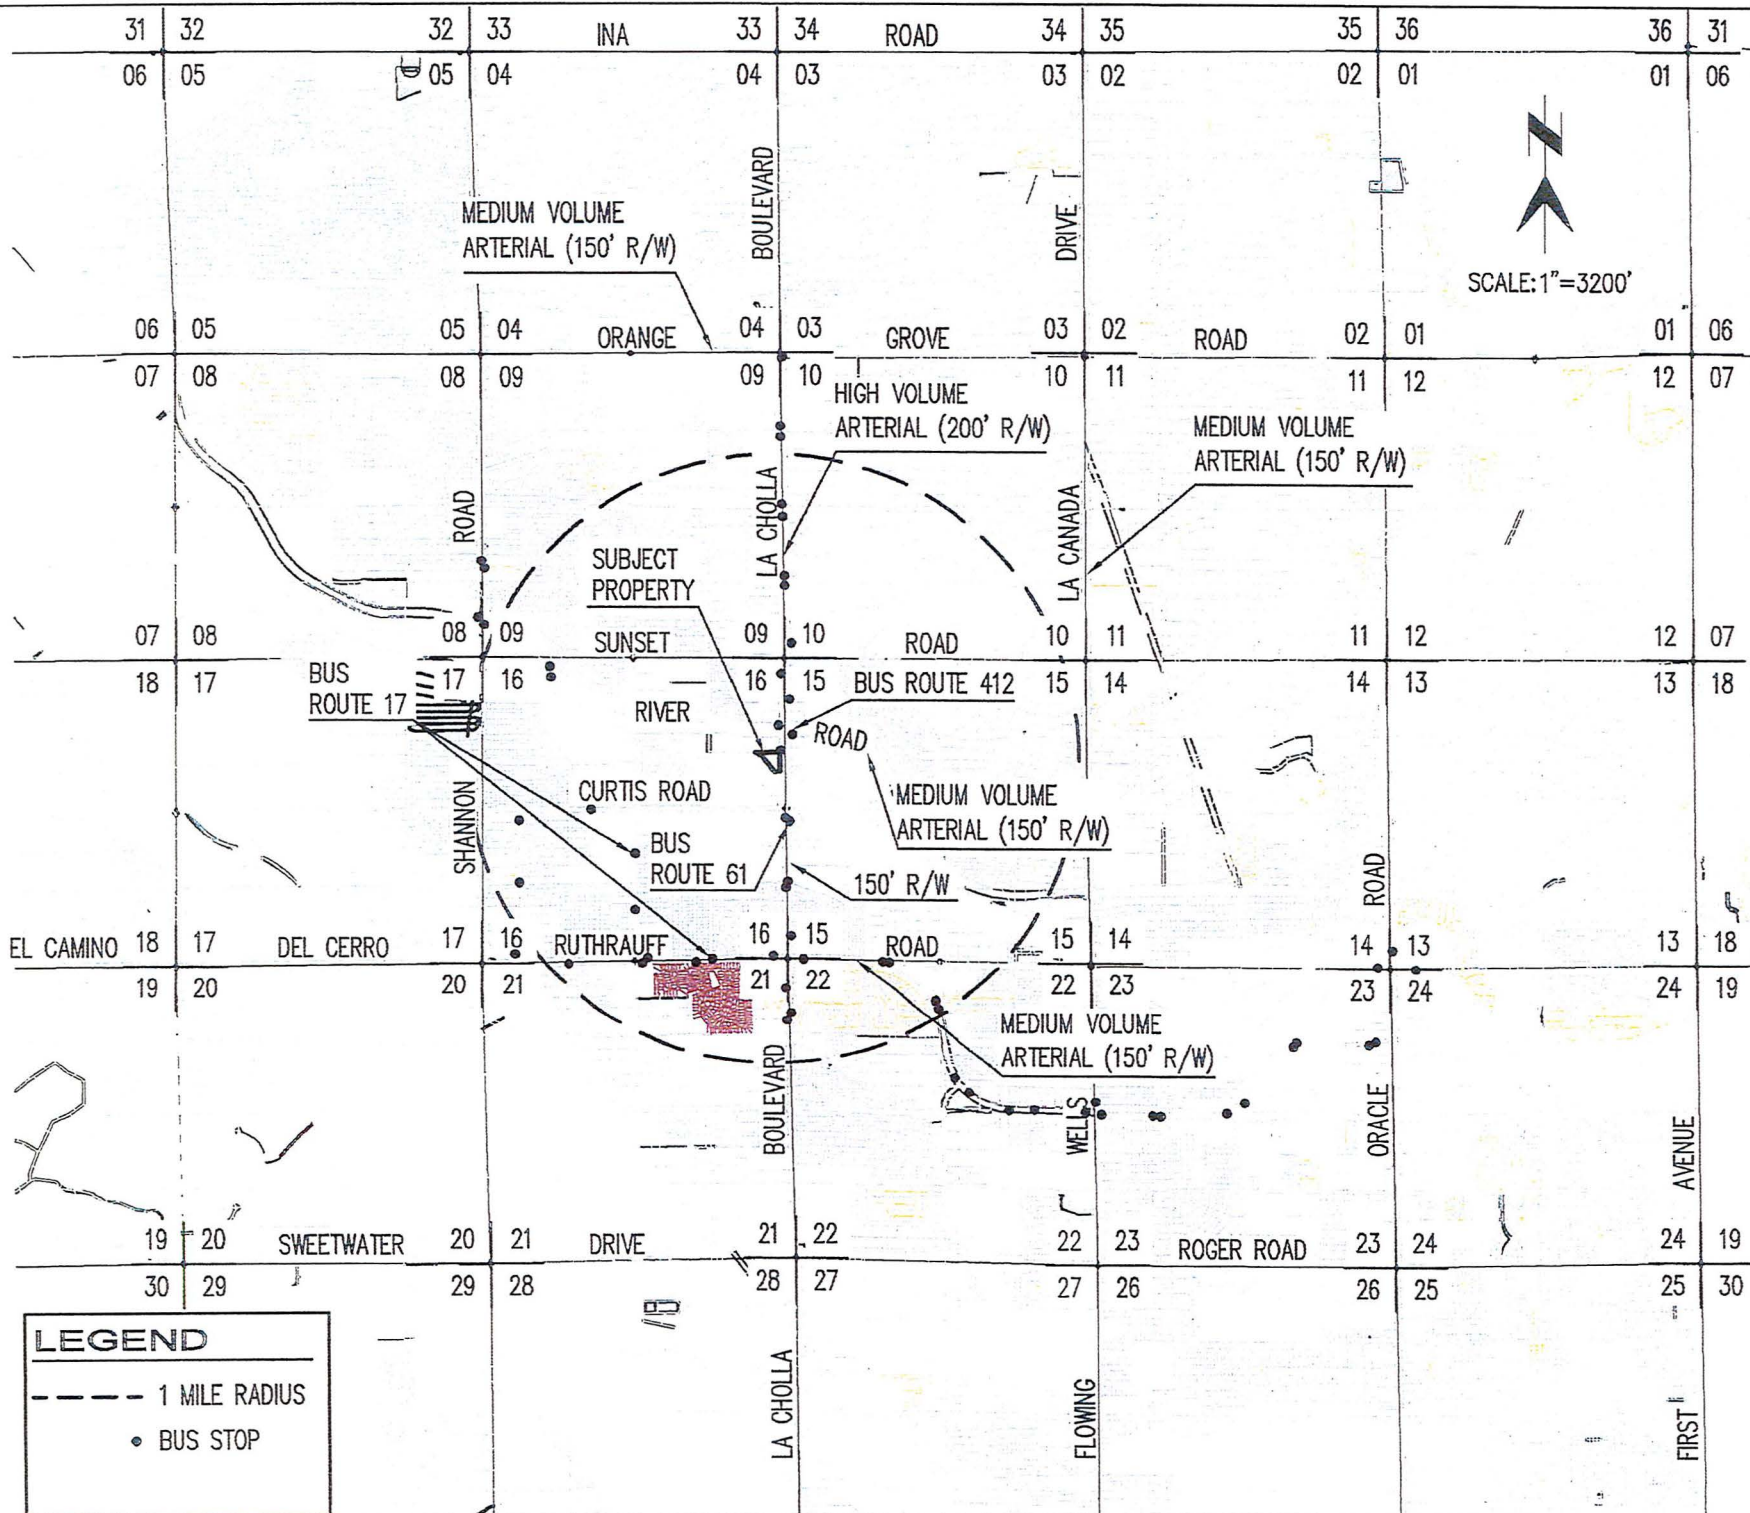 31 32 32 33 INA 33 34 ROAD 34 35 35 36 36 31
06 05 05 04 04 03 03 02 02 01 01 06
N
SCALE:1"=3200'
BOULEVARD
DRIVE
MEDIUM VOLUME
ARTERIAL (150' R/W)
06 05 05 04 ORANGE 04 03 GROVE 03 02 ROAD 02 01 01 06
07 08 08 09 09 10 10 11 11 12 12 07
HIGH VOLUME
ARTERIAL (200' R/W)
MEDIUM VOLUME
ARTERIAL (150' R/W)
ROAD
LA CHOLLA
LA CANADA
SUBJECT
PROPERTY
07 08 08 09 SUNSET 09 10 ROAD 10 11 11 12 12 07
18 17 17 16 16 15 BUS ROUTE 412 15 14 14 13 13 18
BUS
ROUTE 17
RIVER
ROAD
SHANNON
CURTIS ROAD
MEDIUM VOLUME
ARTERIAL (150' R/W)
BUS
ROUTE 61
150' R/W
ROAD
EL CAMINO 18 17 DEL CERRO 17 16 RUTHRAUFF 16 15 ROAD 15 14 14 13 13 18
19 20 20 21 21 22 22 23 23 24 24 19
MEDIUM VOLUME
ARTERIAL (150' R/W)
BOULEVARD
WELLS
ORACLE
AVENUE
19 20 SWEETWATER 20 21 DRIVE 21 22 22 23 ROGER ROAD 23 24 24 19
30 29 29 28 28 27 27 26 26 25 25 30
LA CHOLLA
FLOWING
FIRST
LEGEND
1 MILE RADIUS
BUS STOP